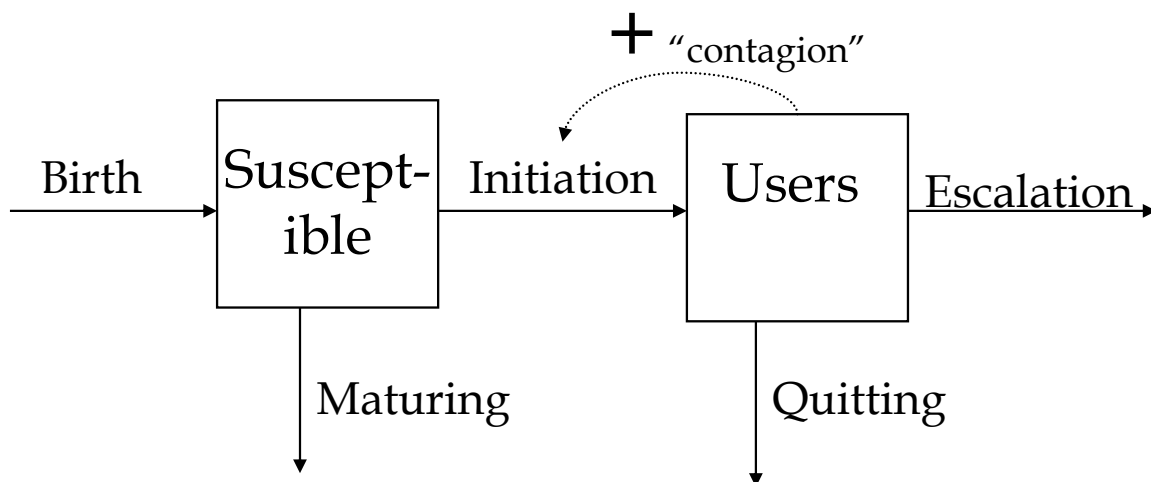 + “contagion”
Birth
Suscept-
ible
Initiation
Users
Escalation
Maturing
Quitting